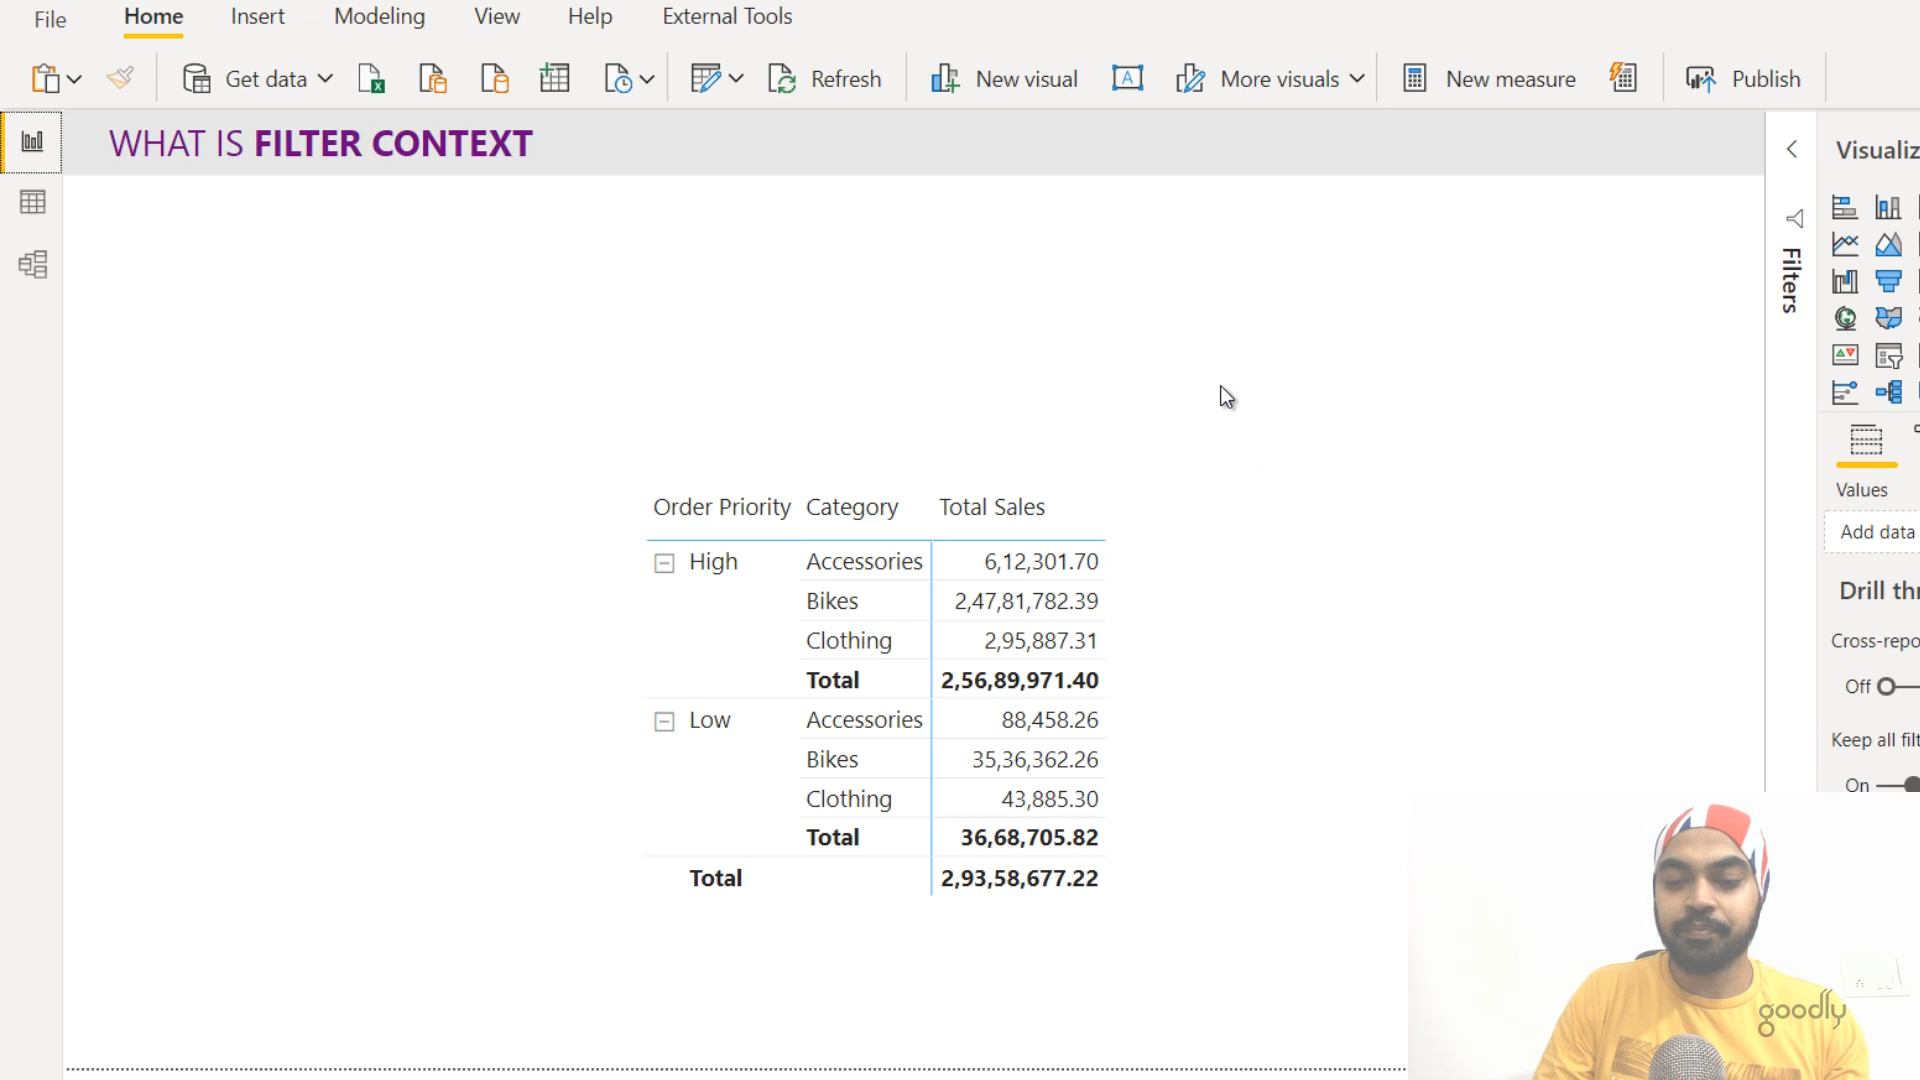 File Home Insert Modeling View Help External Tools
Get data Refresh New visual More visuals New measure Publish
WHAT IS FILTER CONTEXT
Visualiz
Filters
Order Priority Category Total Sales
High Accessories 6,12,301.70
Bikes 2,47,81,782.39
Clothing 2,95,887.31
Total 2,56,89,971.40
Low Accessories 88,458.26
Bikes 35,36,362.26
Clothing 43,885.30
Total 36,68,705.82
Total 2,93,58,677.22
Values
Add data
Drill thr
Cross-repo
Off
Keep all filt
On
goodly